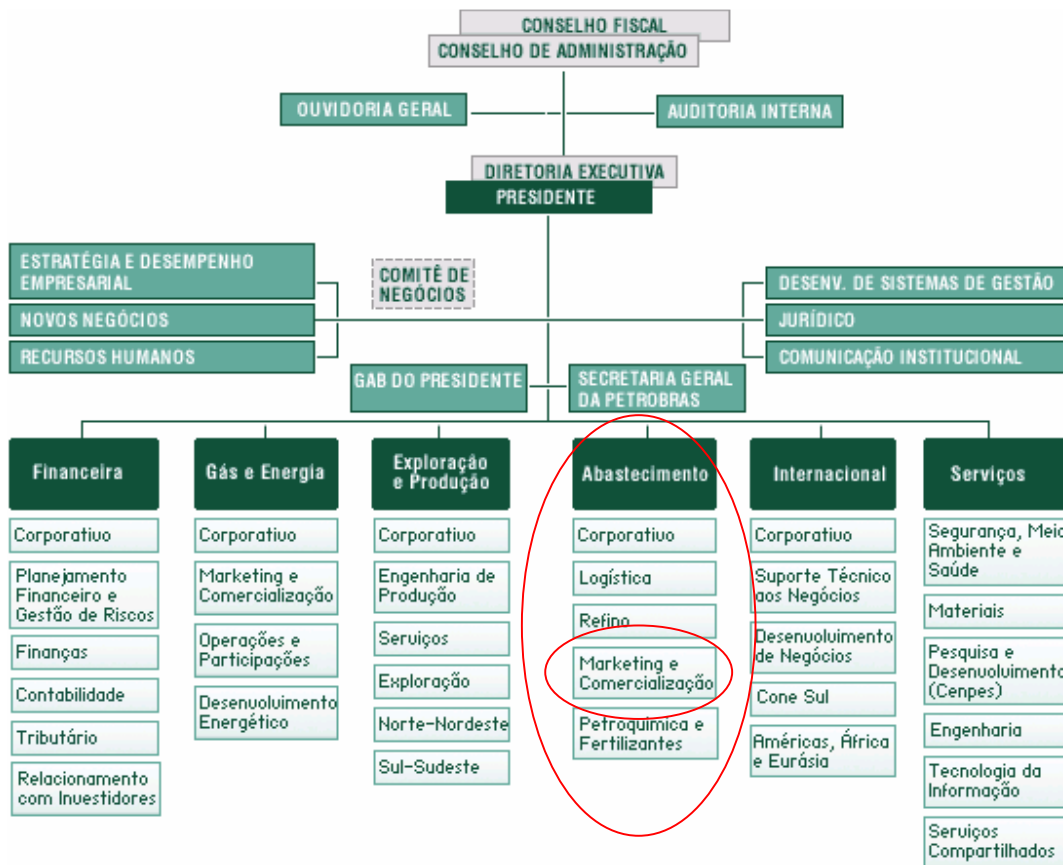 CONSELHO FISCAL
CONSELHO DE ADMINISTRAÇÃO
OUVIDORIA GERAL
AUDITORIA INTERNA
DIRETORIA EXECUTIVA
PRESIDENTE
ESTRATÉGIA E DESEMPENHO
EMPRESARIAL
NOVOS NEGÓCIOS
RECURSOS HUMANOS
COMITÊ DE
NEGÓCIOS
DESENV. DE SISTEMAS DE GESTÃO
JURÍDICO
COMUNICAÇÃO INSTITUCIONAL
GAB DO PRESIDENTE
SECRETARIA GERAL
DA PETROBRAS
Financeira
Corporativo
Planejamento
Financeiro e
Gestão de Riscos
Finanças
Contabilidade
Tributário
Relacionamento
com Investidores
Gás e Energia
Corporativo
Marketing e
Comercialização
Operações e
Participações
Desenvolvimento
Energético
Exploração
e Produção
Corporativo
Engenharia de
Produção
Serviços
Exploração
Norte-Nordeste
Sul-Sudeste
Abastecimento
Corporativo
Logística
Refino
Marketing e
Comercialização
Petroquímica e
Fertilizantes
Internacional
Corporativo
Suporte Técnico
aos Negócios
Desenvolvimento
de Negócios
Cone Sul
Américas, África
e Eurásia
Serviços
Segurança, Meio
Ambiente e
Saúde
Materiais
Pesquisa e
Desenvolvimento
(Cenpes)
Engenharia
Tecnologia da
Informação
Serviços
Compartilhados